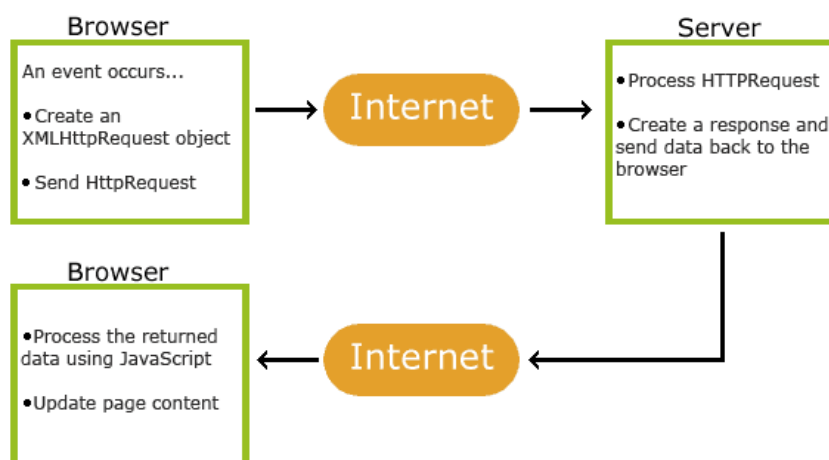 Browser
An event occurs...
•Create an
XMLHttpRequest object
• Send HttpRequest
Internet
Server
•Process HTTPRequest
•Create a response and
send data back to the
browser
Browser
•Process the returned
data using JavaScript
•Update page content
Internet